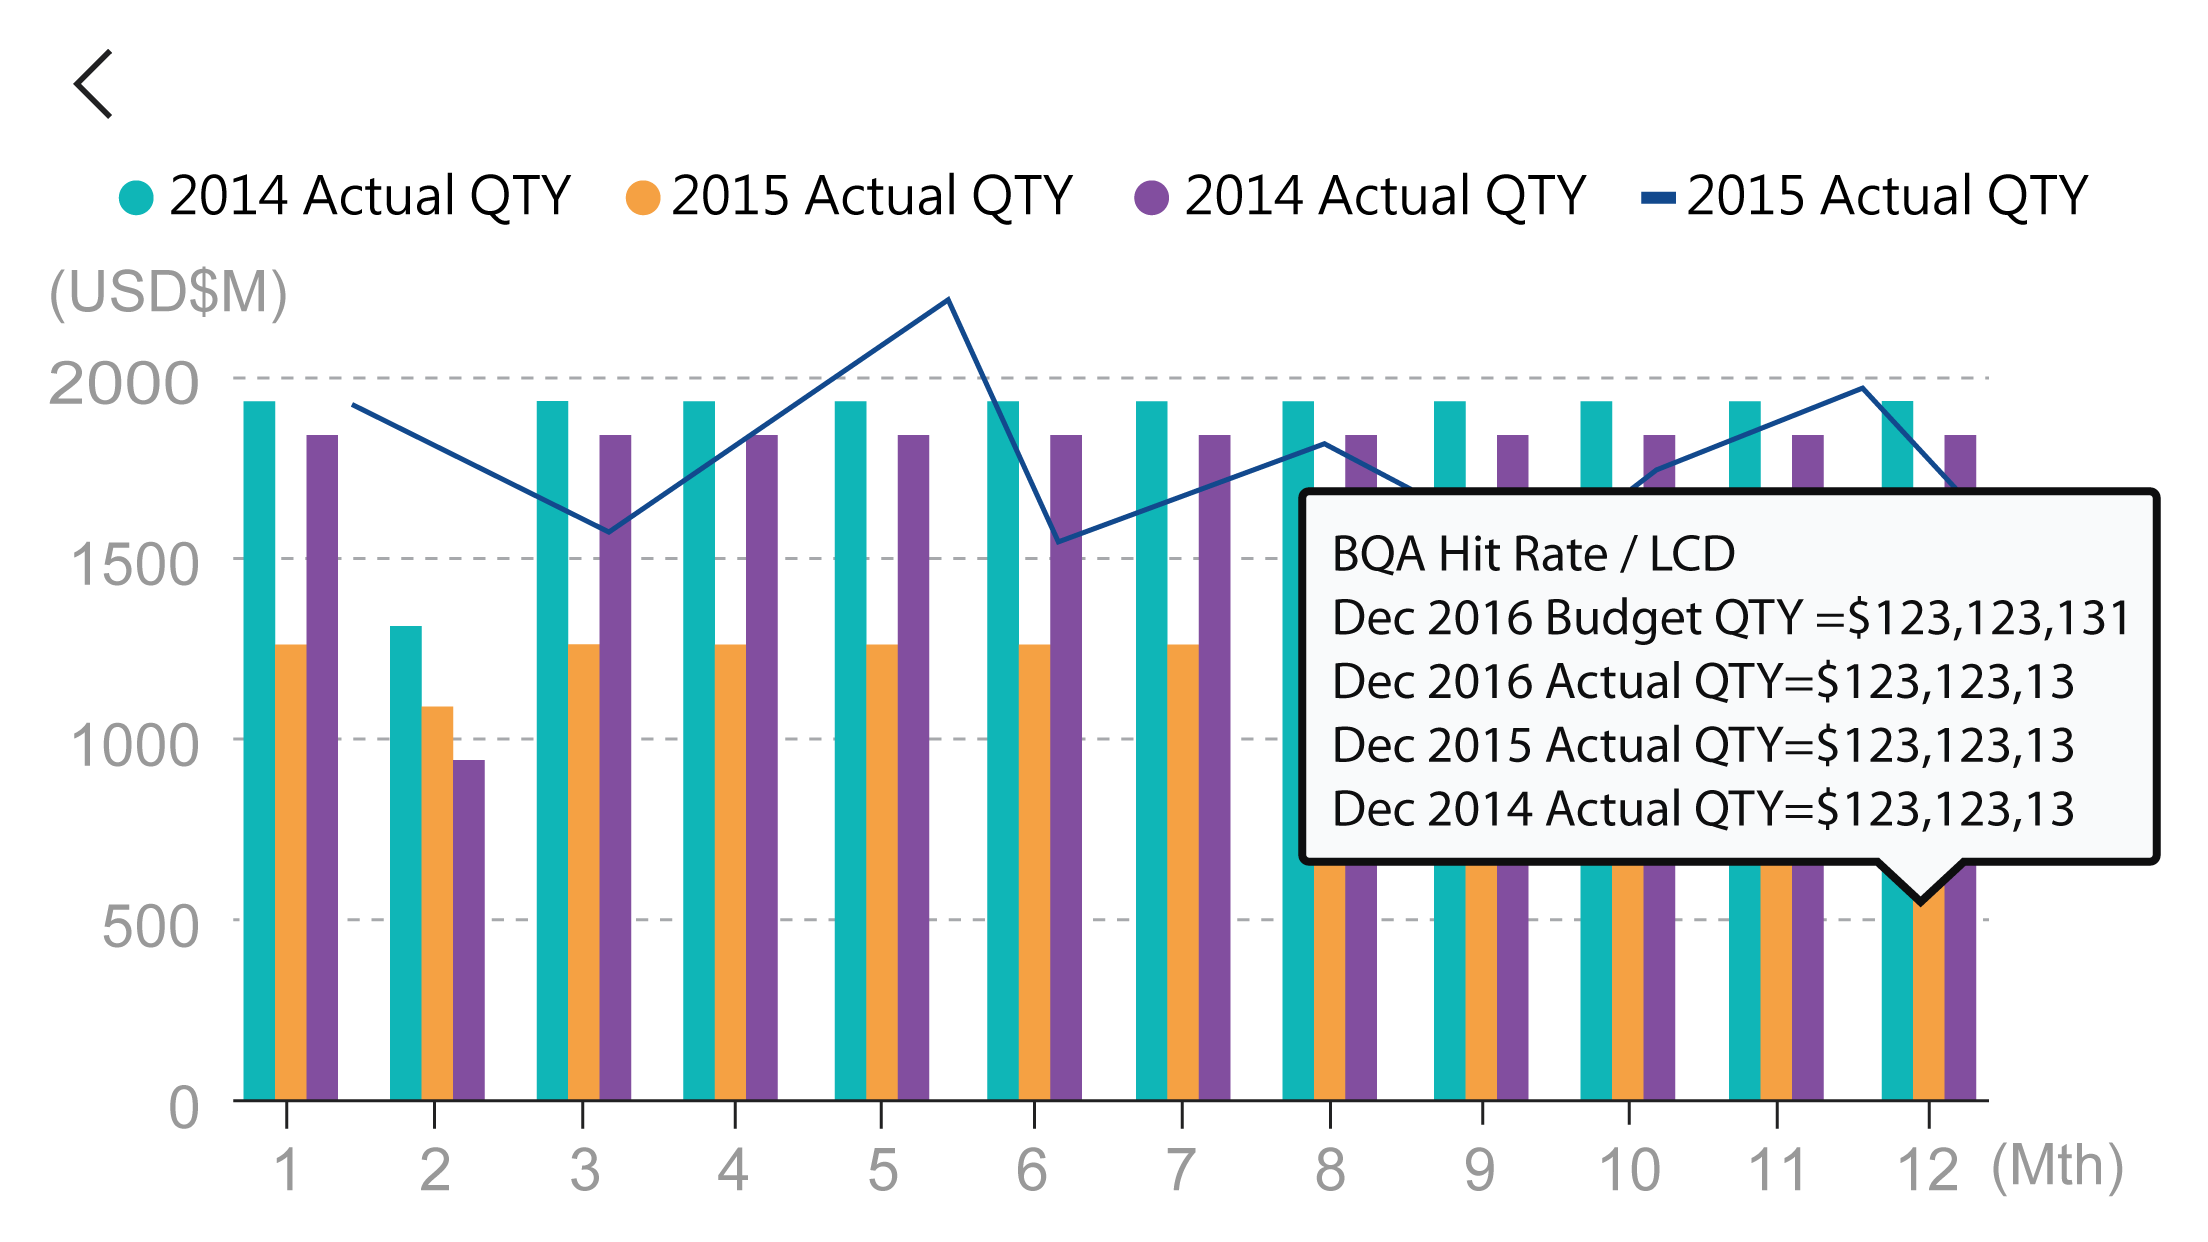 2014 Actual QTY 2015 Actual QTY 2014 Actual QTY 2015 Actual QTY
(USD$M)
2000
1500
1000
500
0
BQA Hit Rate / LCD
Dec 2016 Budget QTY =$123,123,131
Dec 2016 Actual QTY=$123,123,13
Dec 2015 Actual QTY=$123,123,13
Dec 2014 Actual QTY=$123,123,13
1 2 3 4 5 6 7 8 9 10 11 12 (Mth)